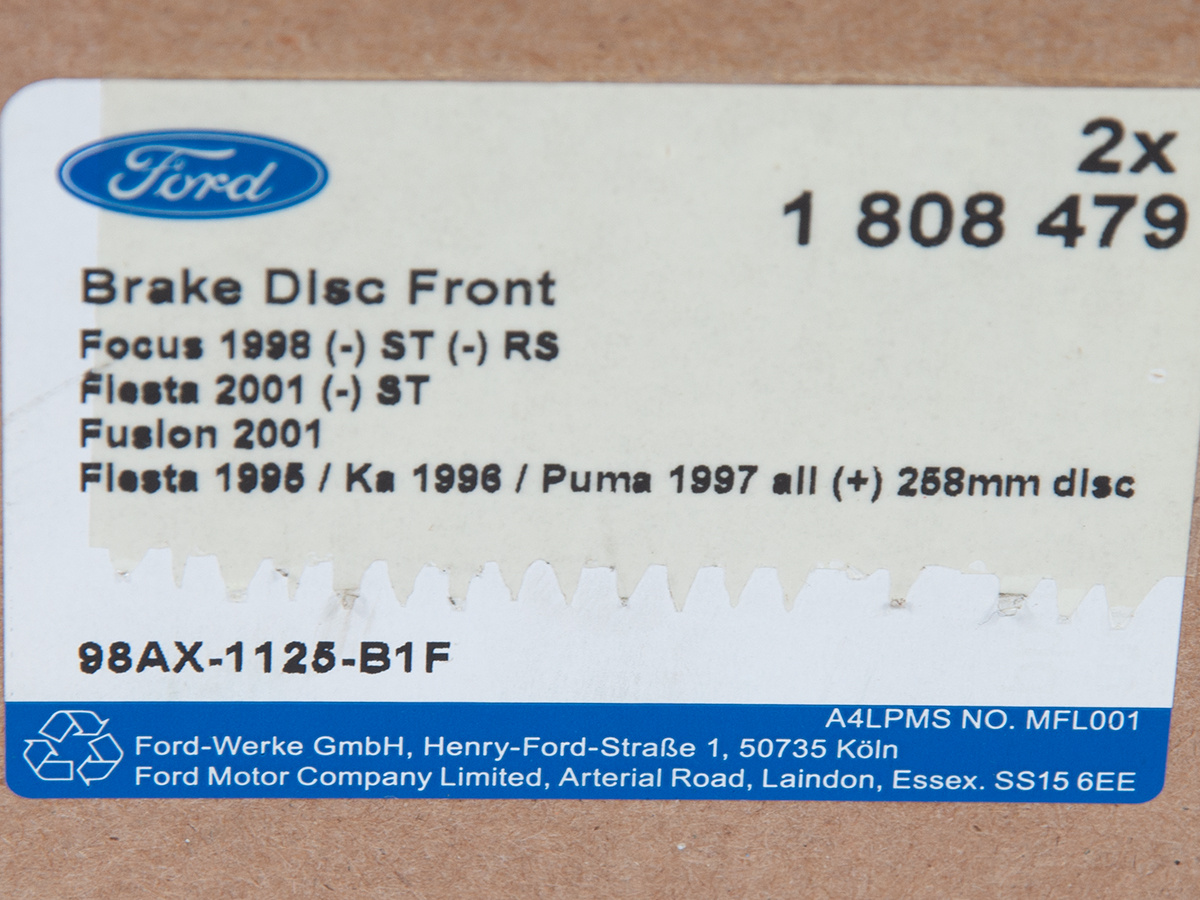 Ford
2x
1 808 479
Brake Disc Front
Focus 1998 (-) ST (-) RS
Fiesta 2001 (-) ST
Fusion 2001
Fiesta 1995 / Ka 1996 / Puma 1997 all (+) 258mm disc
98AX-1125-B1F
A4LPMS NO. MFL001
Ford-Werke GmbH, Henry-Ford-Straße 1, 50735 Köln
Ford Motor Company Limited, Arterial Road, Laindon, Essex. SS15 6EE